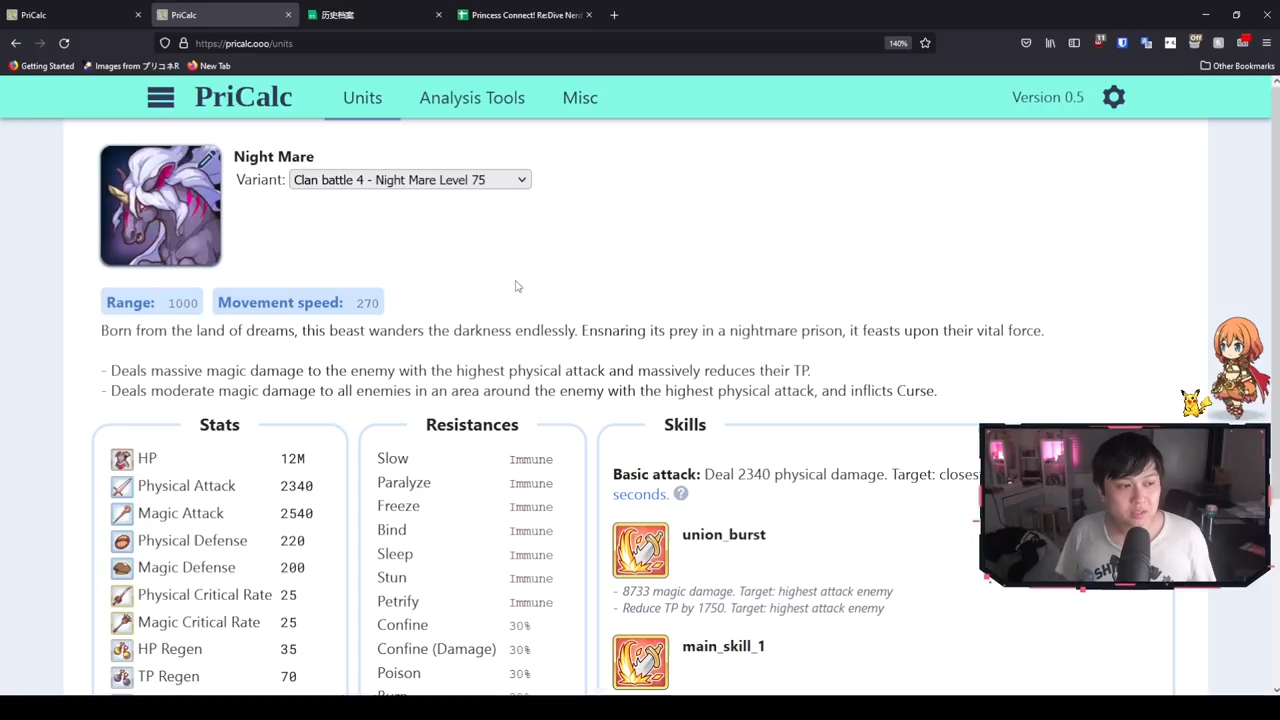 PriCalc
PriCalc
历史档案
Princess Connect! Re:Dive Nerd
https://pricalc.ooo/units
140%
11
Off
Getting Started
Images from プリコネR
New Tab
Other Bookmarks
PriCalc
Units
Analysis Tools
Misc
Version 0.5
Night Mare
Variant: Clan battle 4 - Night Mare Level 75
Range: 1000
Movement speed: 270
Born from the land of dreams, this beast wanders the darkness endlessly. Ensnaring its prey in a nightmare prison, it feasts upon their vital force.
- Deals massive magic damage to the enemy with the highest physical attack and massively reduces their TP.
- Deals moderate magic damage to all enemies in an area around the enemy with the highest physical attack, and inflicts Curse.
Stats
HP 12M
Physical Attack 2340
Magic Attack 2540
Physical Defense 220
Magic Defense 200
Physical Critical Rate 25
Magic Critical Rate 25
HP Regen 35
TP Regen 70
Resistances
Slow Immune
Paralyze Immune
Freeze Immune
Bind Immune
Sleep Immune
Stun Immune
Petrify Immune
Confine 30%
Confine (Damage) 30%
Poison 30%
Skills
Basic attack: Deal 2340 physical damage. Target: closes
seconds. ?
union_burst
- 8733 magic damage. Target: highest attack enemy
- Reduce TP by 1750. Target: highest attack enemy
main_skill_1